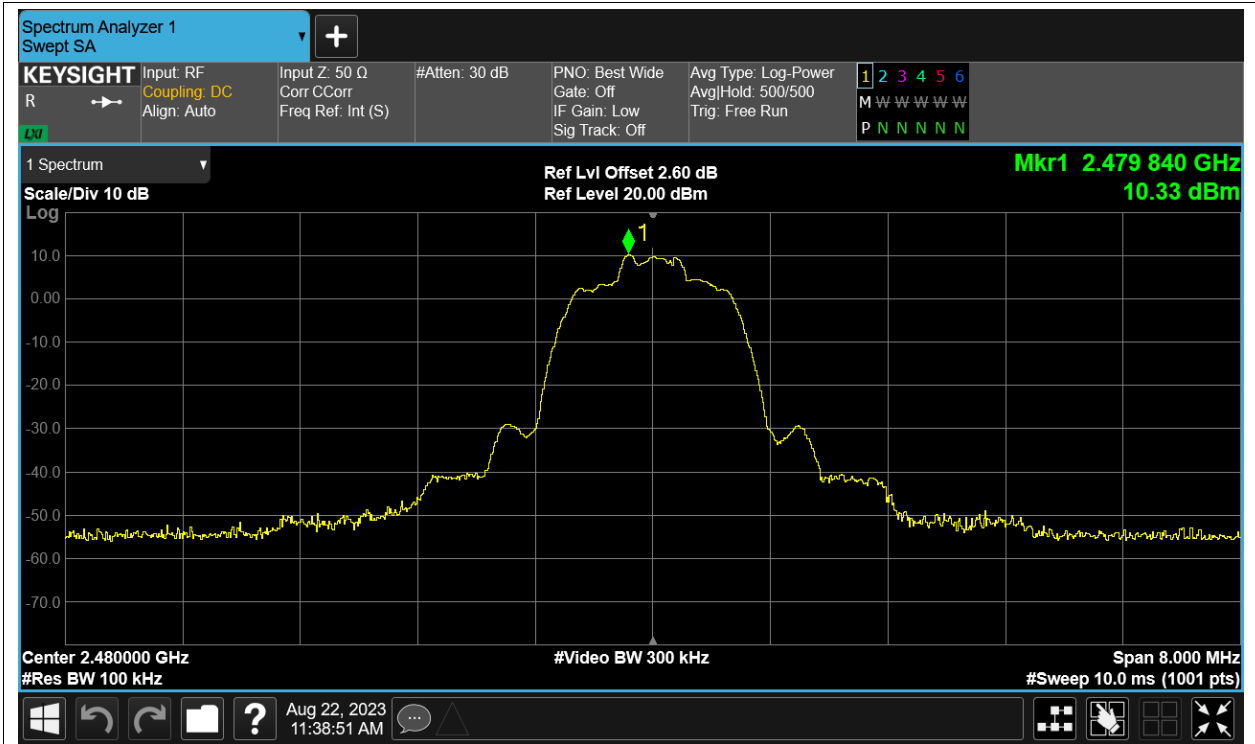 Spectrum Analyzer 1
Swept SA
KEYSIGHT
R
LXI
Input: RF
Coupling: DC
Align: Auto
Input Z: 50 Ω
Corr CCorr
Freq Ref: Int (S)
#Atten: 30 dB
PNO: Best Wide
Gate: Off
IF Gain: Low
Sig Track: Off
Avg Type: Log-Power
Avg|Hold: 500/500
Trig: Free Run
1 2 3 4 5 6
M W W W W W
P N N N N N
1 Spectrum
Scale/Div 10 dB
Log
Ref Lvl Offset 2.60 dB
Ref Level 20.00 dBm
Mkr1 2.479 840 GHz
10.33 dBm
1
10.0
0.00
-10.0
-20.0
-30.0
-40.0
-50.0
-60.0
-70.0
Center 2.480000 GHz
#Video BW 300 kHz
Span 8.000 MHz
#Res BW 100 kHz
#Sweep 10.0 ms (1001 pts)
?
Aug 22, 2023
11:38:51 AM